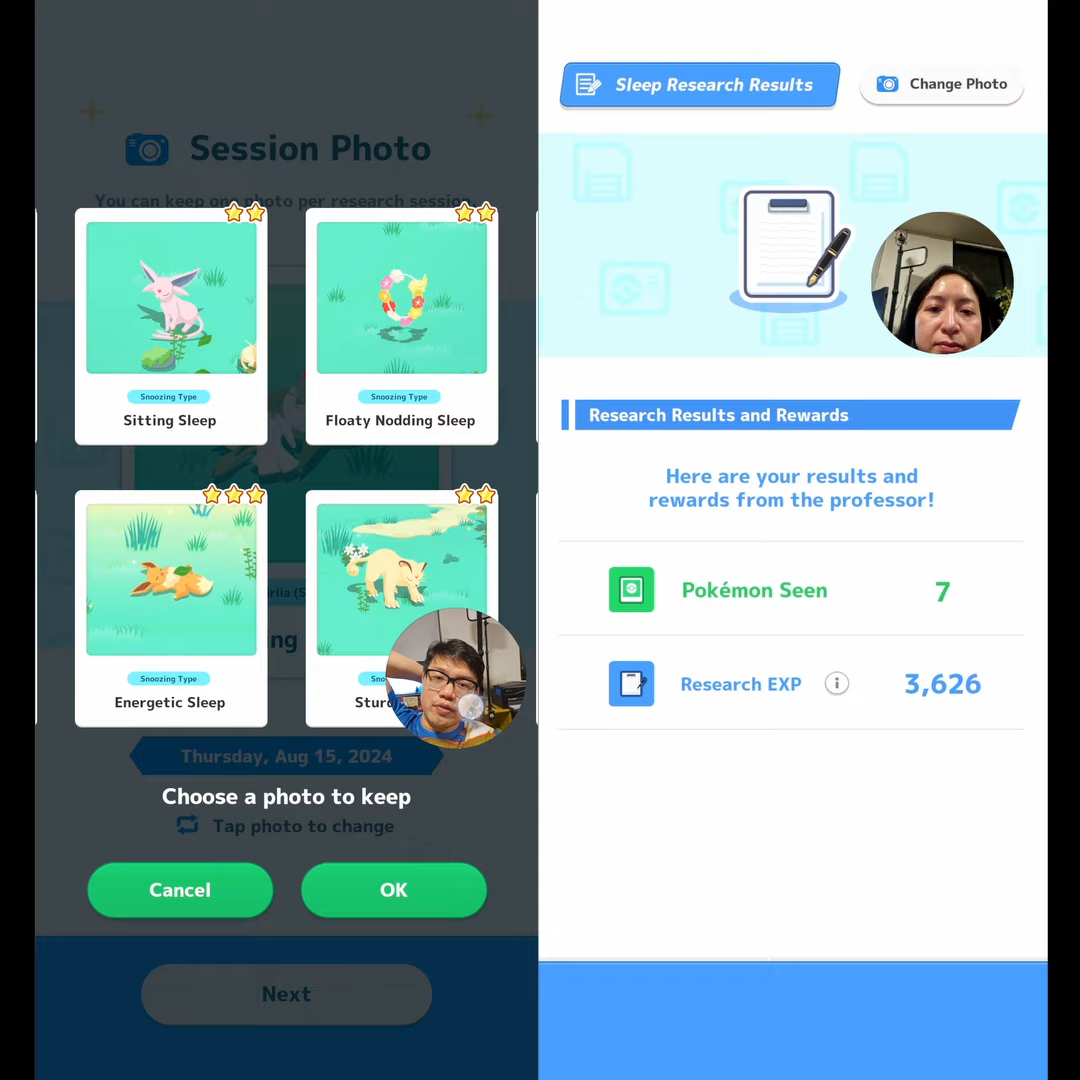 Session Photo
You can keep one photo per research session.
Snoozing Type
Sitting Sleep
Snoozing Type
Floaty Nodding Sleep
Snoozing Type
Energetic Sleep
Thursday, Aug 15, 2024
Choose a photo to keep
Tap photo to change
Cancel
OK
Next
Sleep Research Results
Change Photo
Research Results and Rewards
Here are your results and
rewards from the professor!
Pokémon Seen
7
Research EXP
3,626